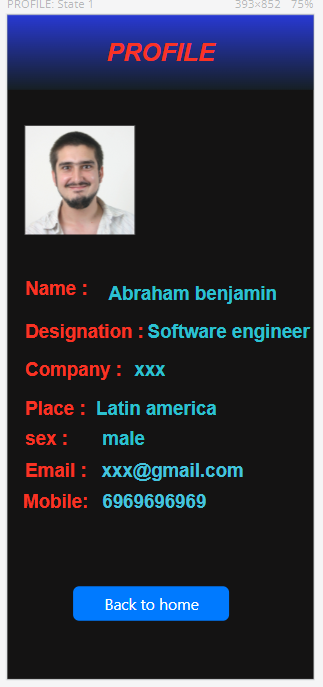 PROFILE: State 1 393×852 75%
PROFILE
Name : Abraham benjamin
Designation : Software engineer
Company : xxx
Place : Latin america
sex : male
Email : xxx@gmail.com
Mobile: 6969696969
Back to home